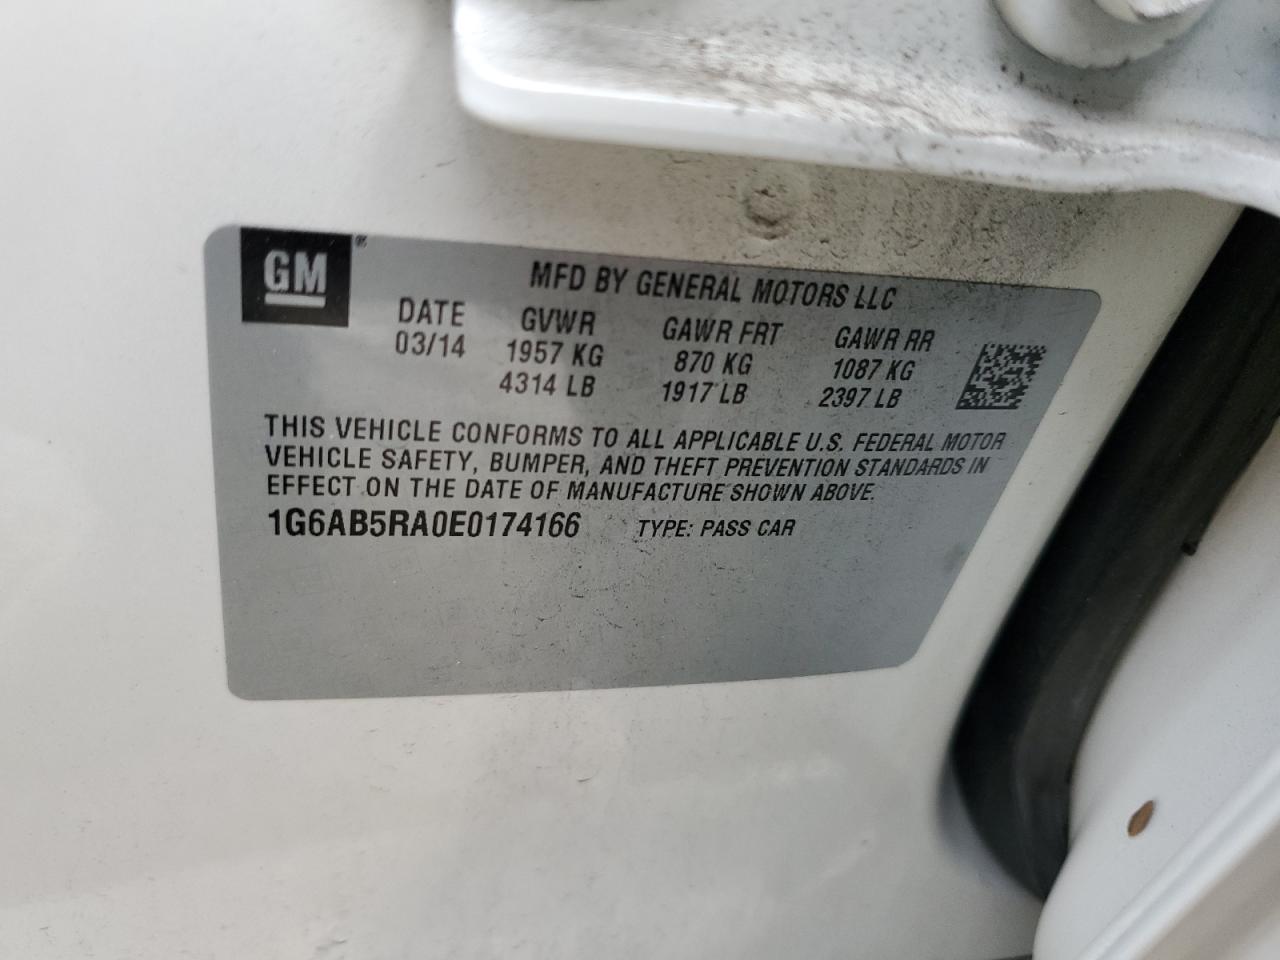 GM®
MFD BY GENERAL MOTORS LLC
DATE GVWR GAWR FRT GAWR RR
03/14 1957 KG 870 KG 1087 KG
4314 LB 1917 LB 2397 LB
THIS VEHICLE CONFORMS TO ALL APPLICABLE U.S. FEDERAL MOTOR
VEHICLE SAFETY, BUMPER, AND THEFT PREVENTION STANDARDS IN
EFFECT ON THE DATE OF MANUFACTURE SHOWN ABOVE.
1G6AB5RA0E0174166 TYPE: PASS CAR